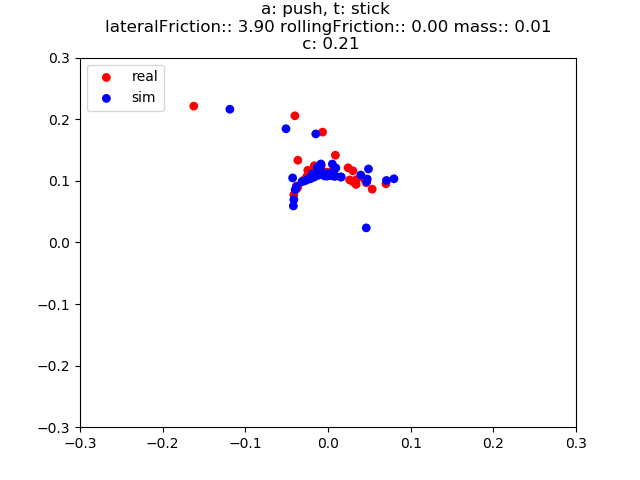 a: push, t: stick
lateralFriction:: 3.90 rollingFriction:: 0.00 mass:: 0.01
c: 0.21
real
sim
0.3
0.2
0.1
0.0
−0.1
−0.2
−0.3
−0.3
−0.2
−0.1
0.0
0.1
0.2
0.3